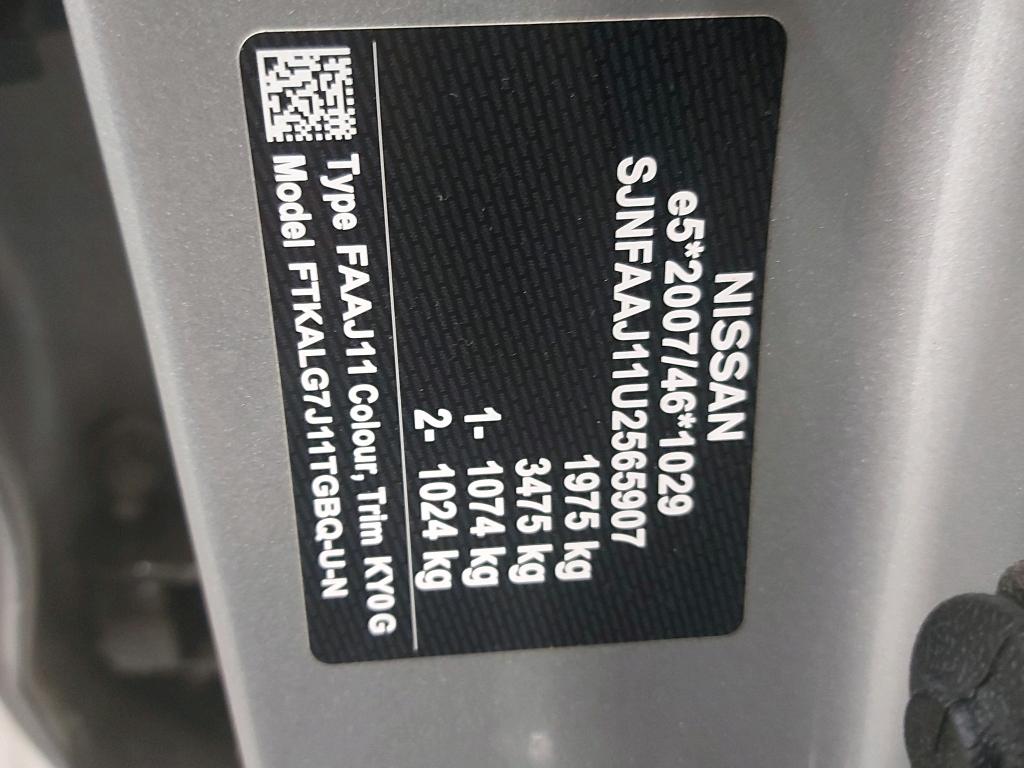 NISSAN
e5*2007/46*1029
SJNFAAJ11U2565907
1975 kg
3475 kg
1- 1074 kg
2- 1024 kg
Type FAAJ11 Colour, Trim KY0 G
Model FTKALG7J11TGBQ-U-N